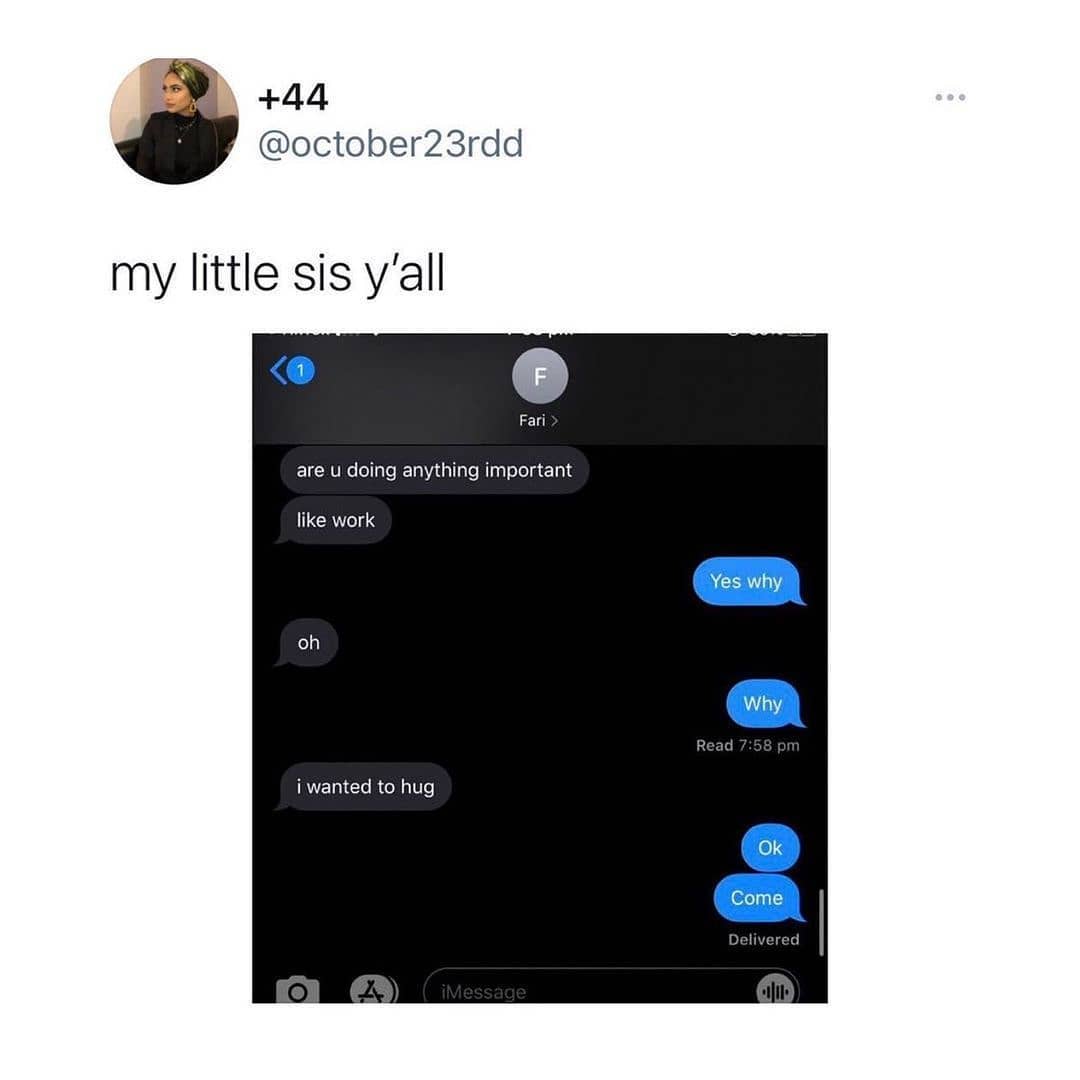 +44
@october23rdd
my little sis y’all
1
F
Fari
are u doing anything important
like work
Yes why
oh
Why
Read 7:58 pm
i wanted to hug
Ok
Come
Delivered
iMessage